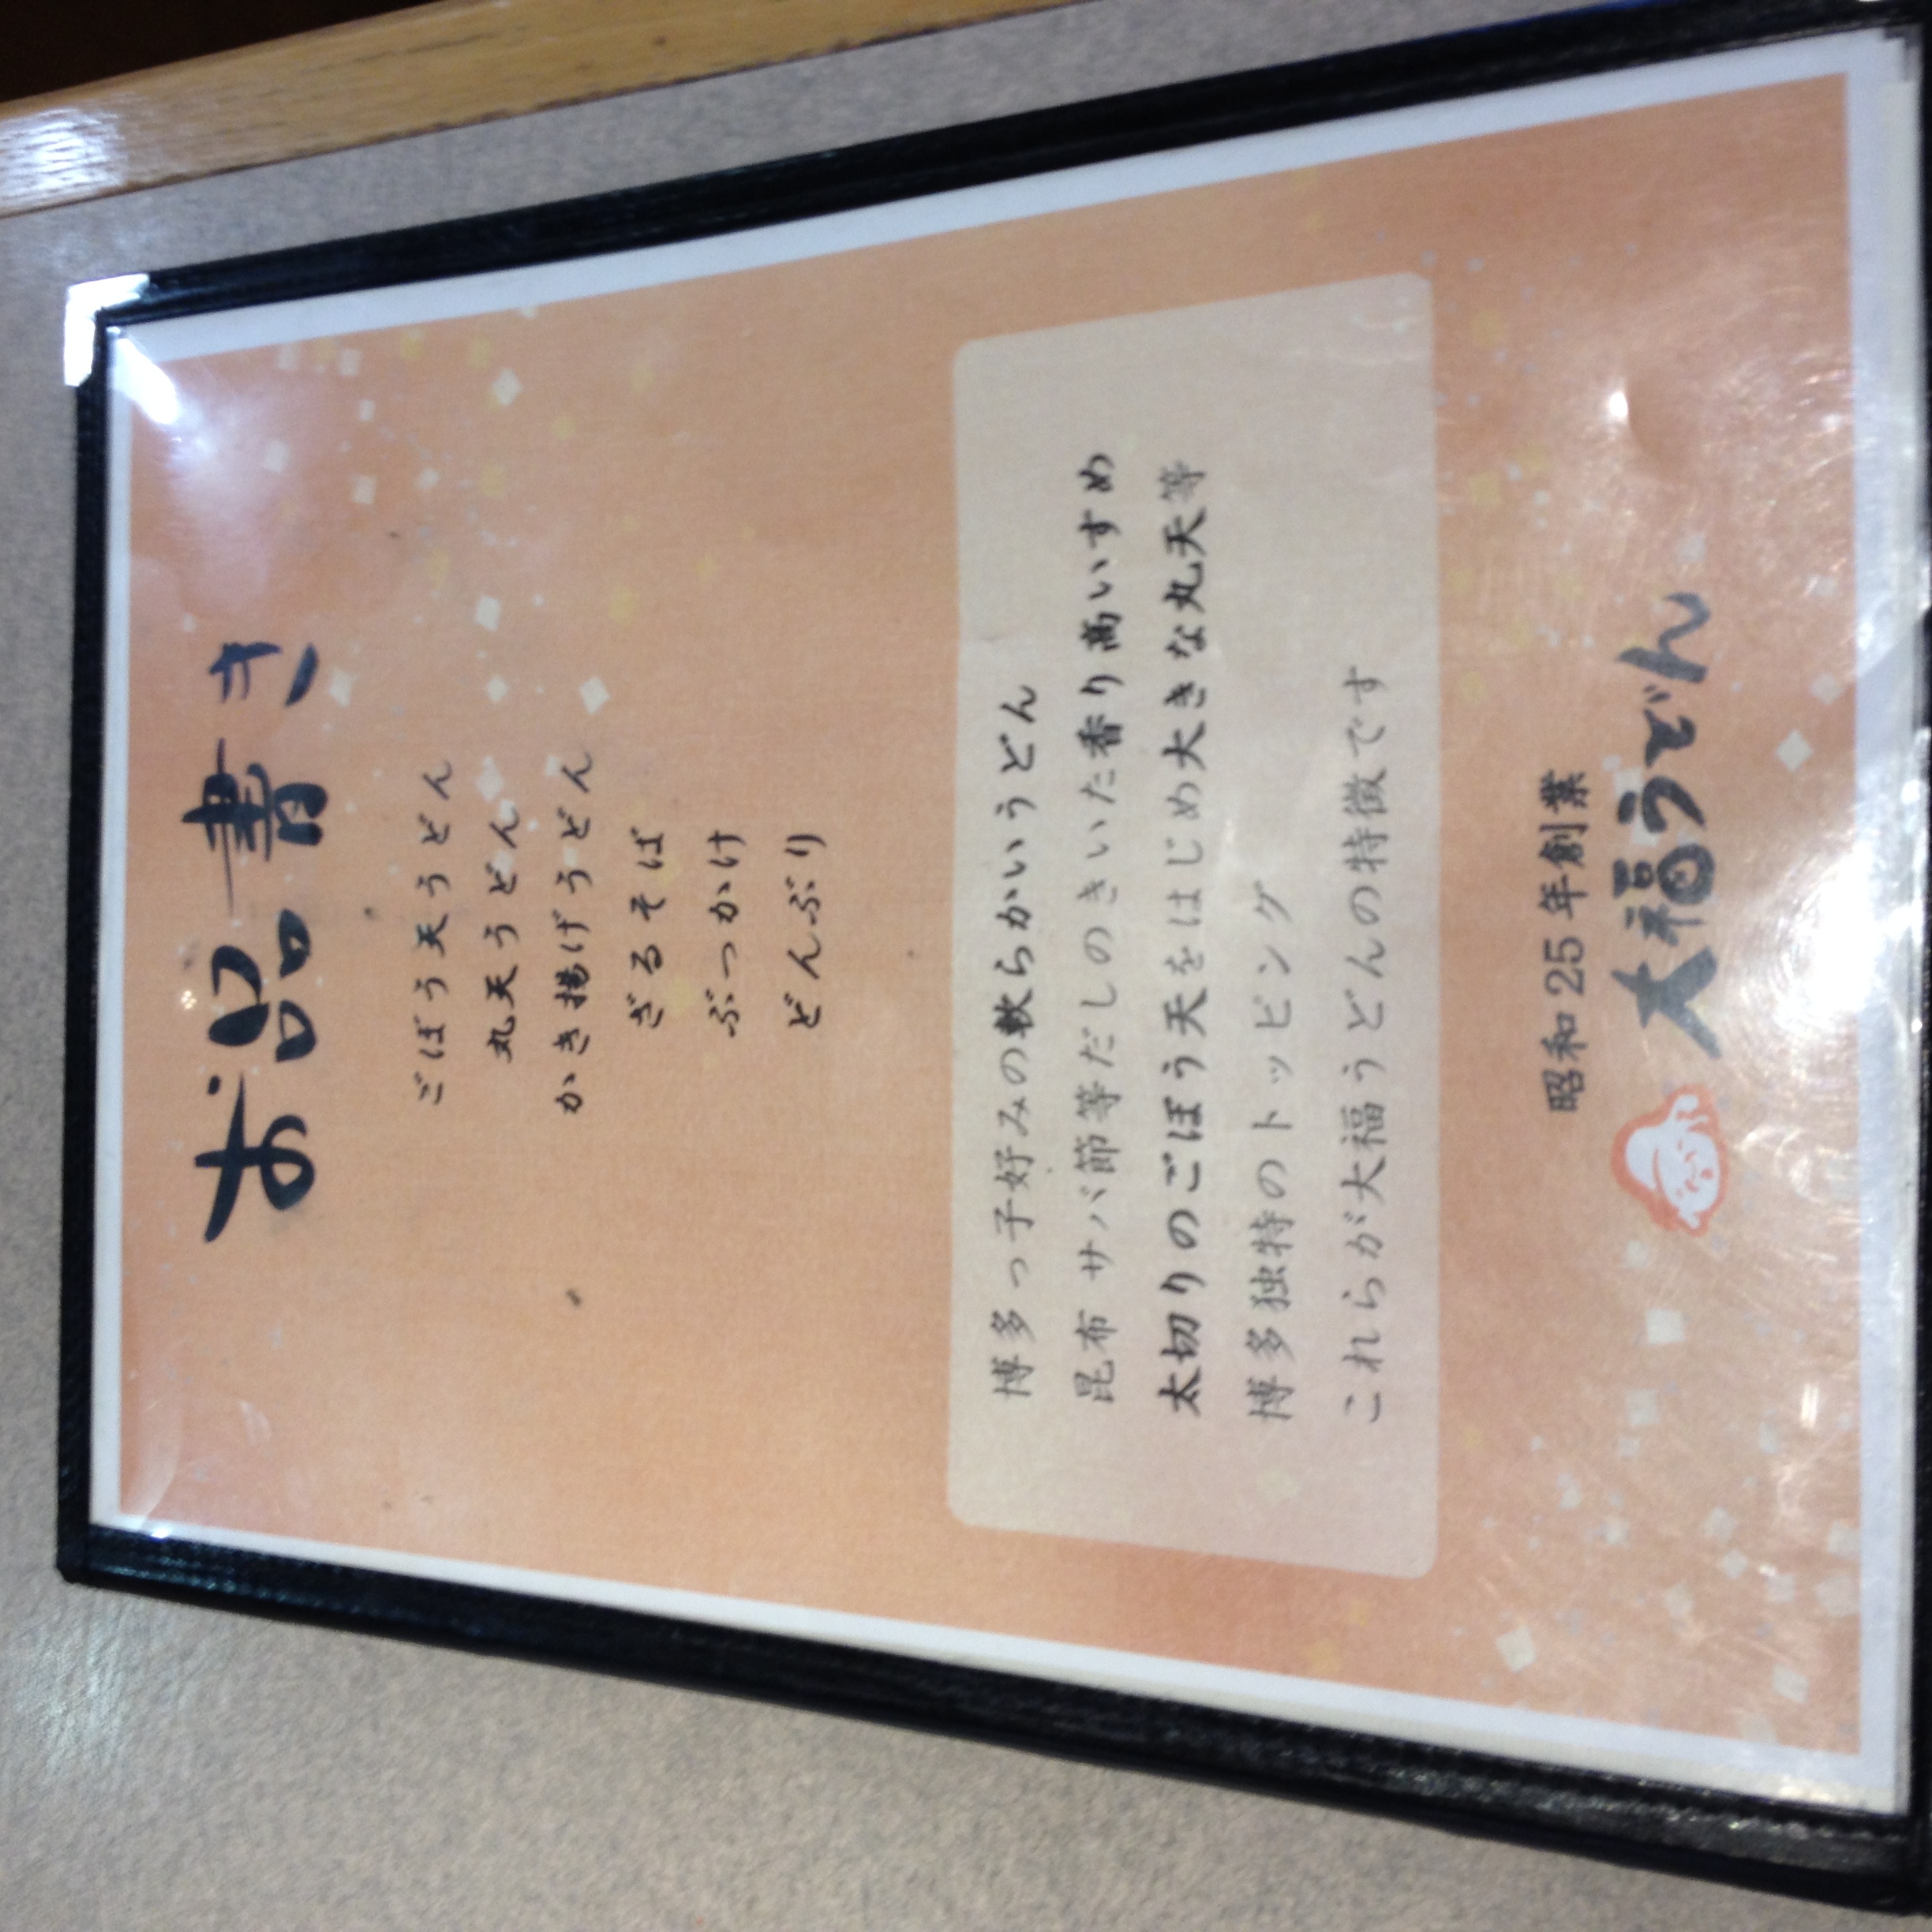 お品書き
ごぼう天うどん
丸天うどん
かき揚げうどん
ざるそば
ぶっかけ
どんぶり
博多っ子好みの軟らかいうどん
昆布 サバ節等だしのきいた香り高いすめ
太切りのごぼう天をはじめ大きな丸天等
博多独特のトッピング
これらが大福うどんの特徴です
昭和25年創業
大福うどん